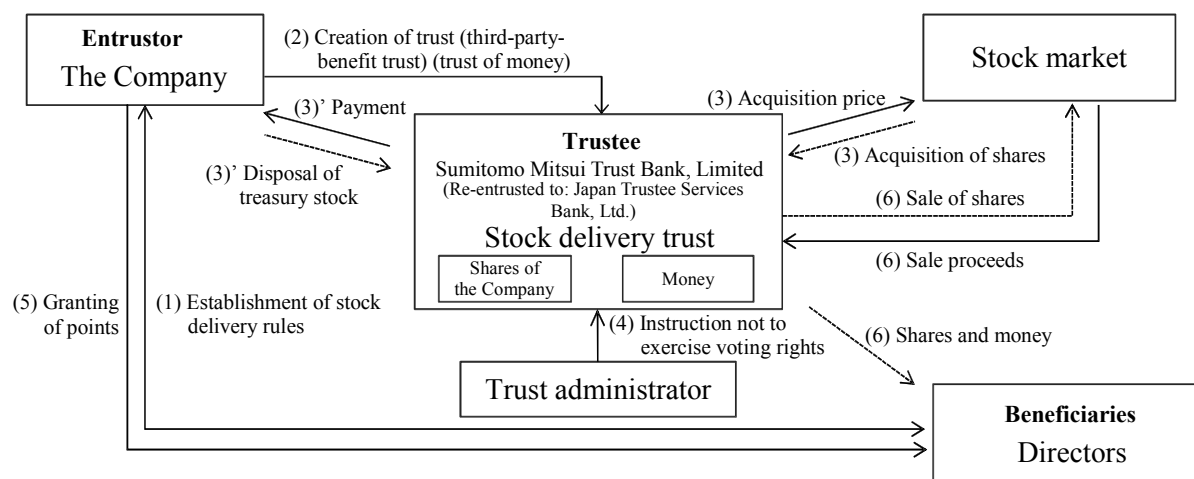 Entrustor
The Company
(2) Creation of trust (third-party-
benefit trust) (trust of money)
Stock market
(3)’ Payment
(3) Acquisition price
Trustee
Sumitomo Mitsui Trust Bank, Limited
(Re-entrusted to: Japan Trustee Services
Bank, Ltd.)
Stock delivery trust
Shares of
the Company
Money
(3)’ Disposal of
treasury stock
(3) Acquisition of shares
(6) Sale of shares
(6) Sale proceeds
(5) Granting
of points
(1) Establishment of stock
delivery rules
(4) Instruction not to
exercise voting rights
(6) Shares and money
Trust administrator
Beneficiaries
Directors